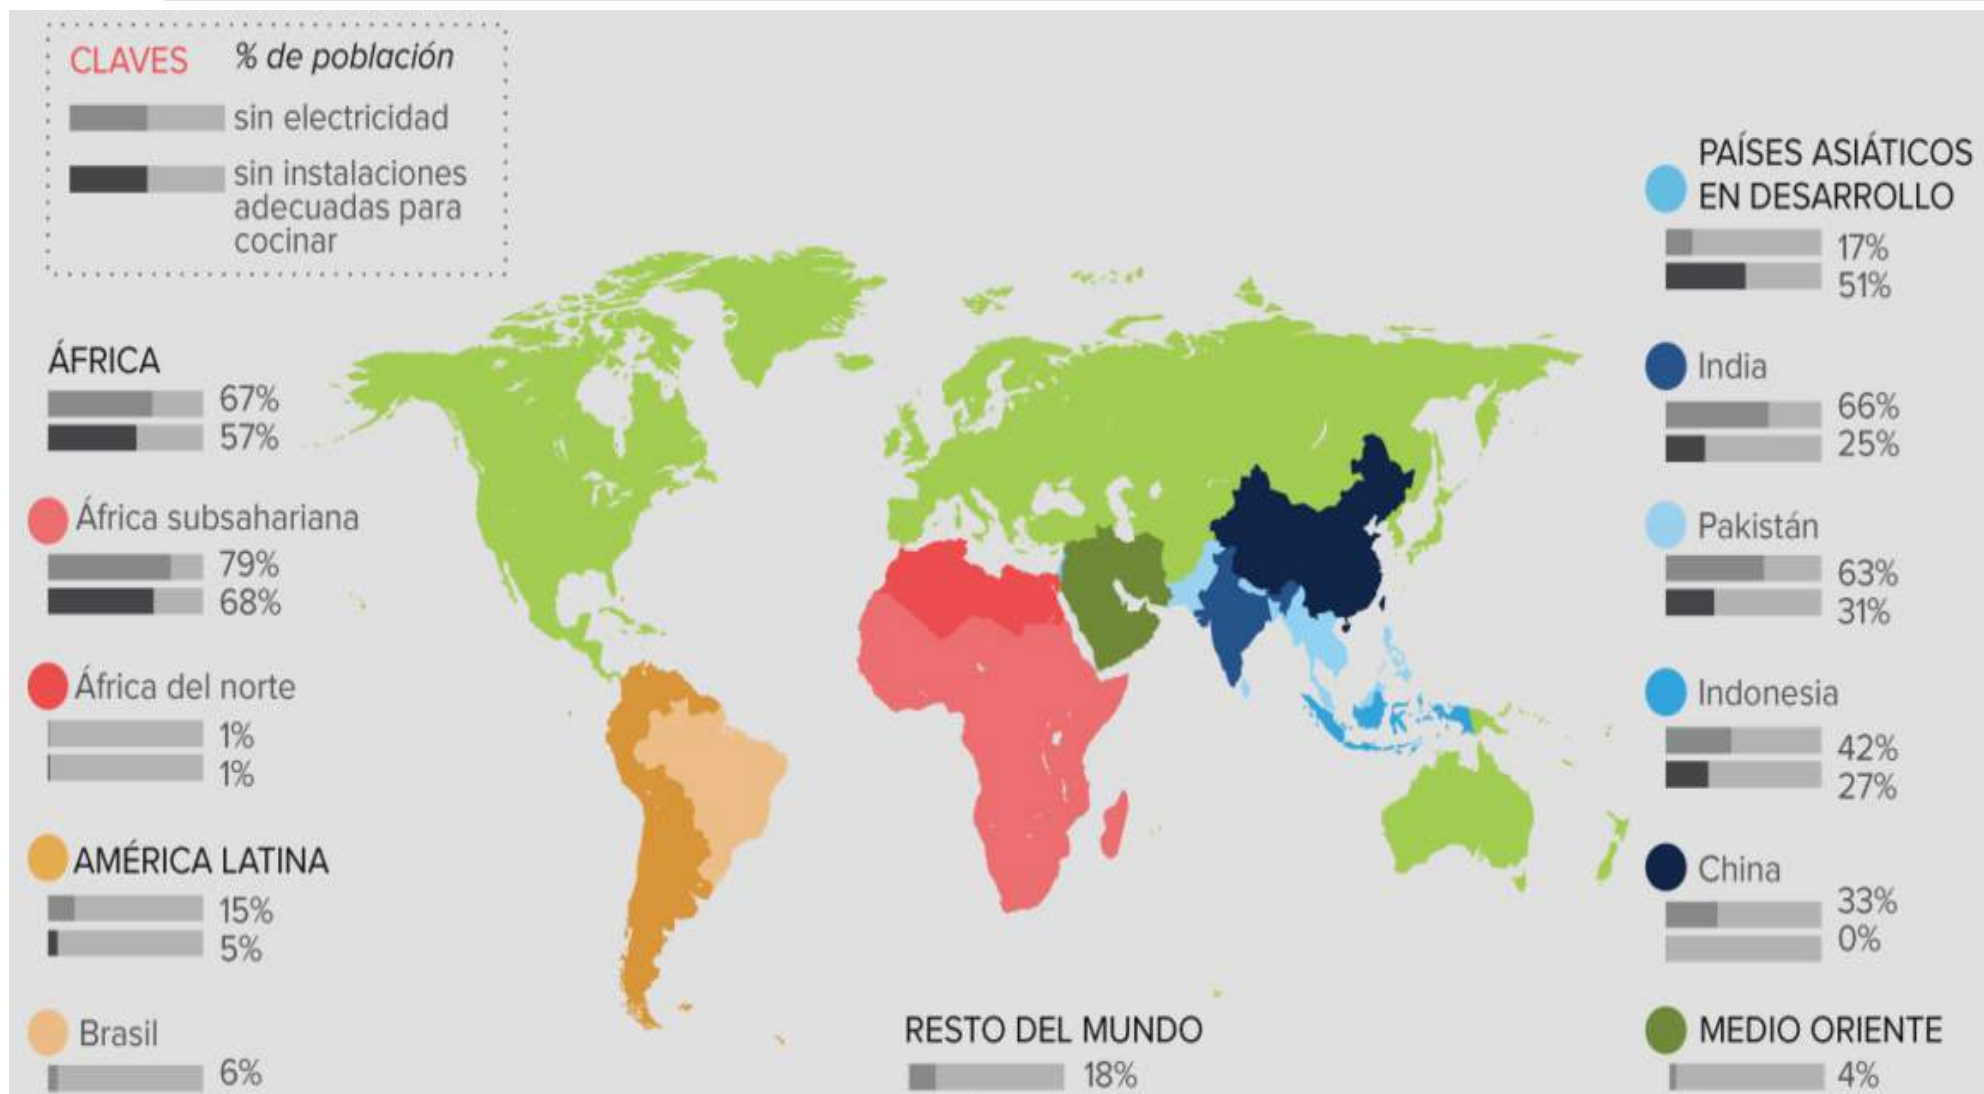 CLAVES % de población
sin electricidad
sin instalaciones
adecuadas para
cocinar
ÁFRICA
67%
57%
África subsahariana
79%
68%
África del norte
1%
1%
AMÉRICA LATINA
15%
5%
Brasil
6%
RESTO DEL MUNDO
18%
PAÍSES ASIÁTICOS
EN DESARROLLO
17%
51%
India
66%
25%
Pakistán
63%
31%
Indonesia
42%
27%
China
33%
0%
MEDIO ORIENTE
4%